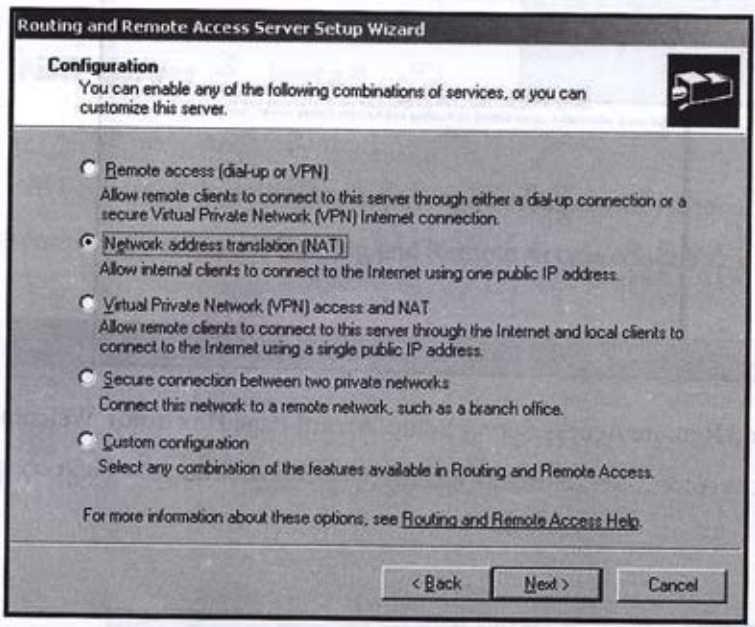 Routing and Remote Access Server Setup Wizard
Configuration
You can enable any of the following combinations of services, or you can
customize this server.
Remote access (dial-up or VPN)
Allow remote clients to connect to this server through either a dial-up connection or a
secure Virtual Private Network (VPN) Internet connection.
Network address translation (NAT)
Allow internal clients to connect to the Internet using one public IP address.
Virtual Private Network (VPN) access and NAT
Allow remote clients to connect to this server through the Internet and local clients to
connect to the Internet using a single public IP address.
Secure connection between two private networks
Connect this network to a remote network, such as a branch office.
Custom configuration
Select any combination of the features available in Routing and Remote Access.
For more information about these options, see Routing and Remote Access Help.
< Back
Next >
Cancel